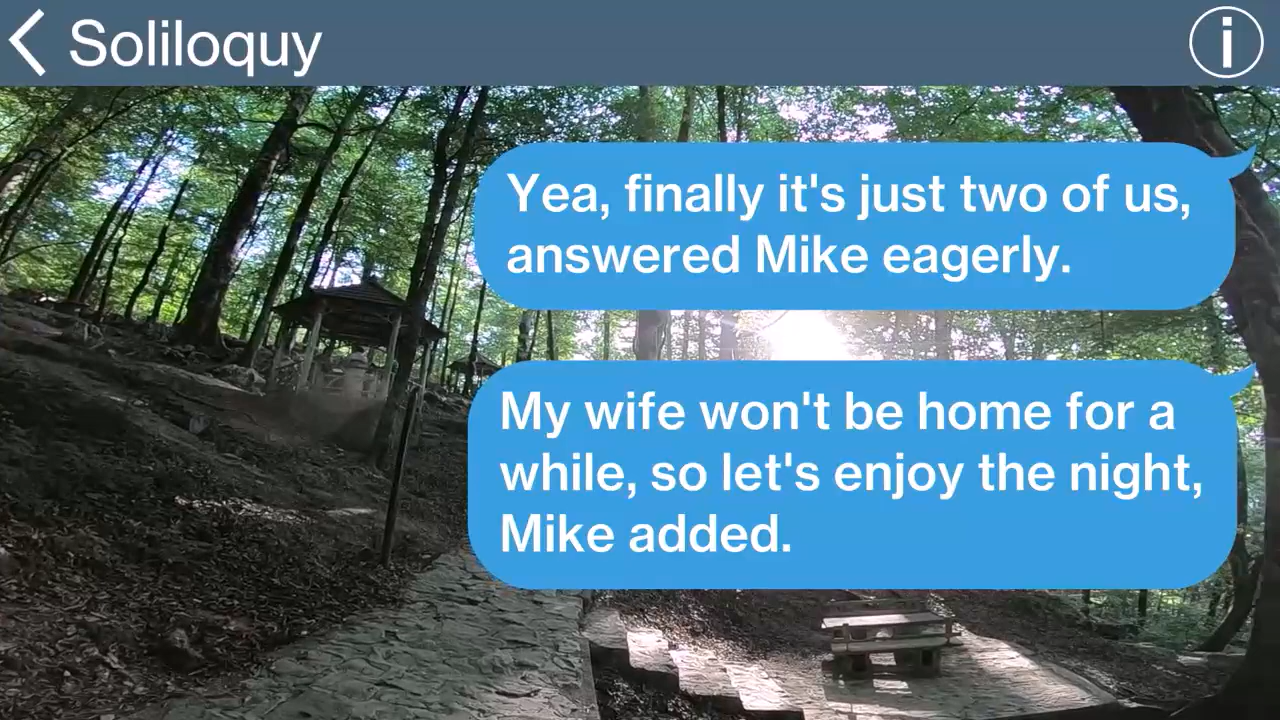 Soliloquy
Yea, finally it's just two of us,
answered Mike eagerly.
My wife won't be home for a
while, so let's enjoy the night,
Mike added.